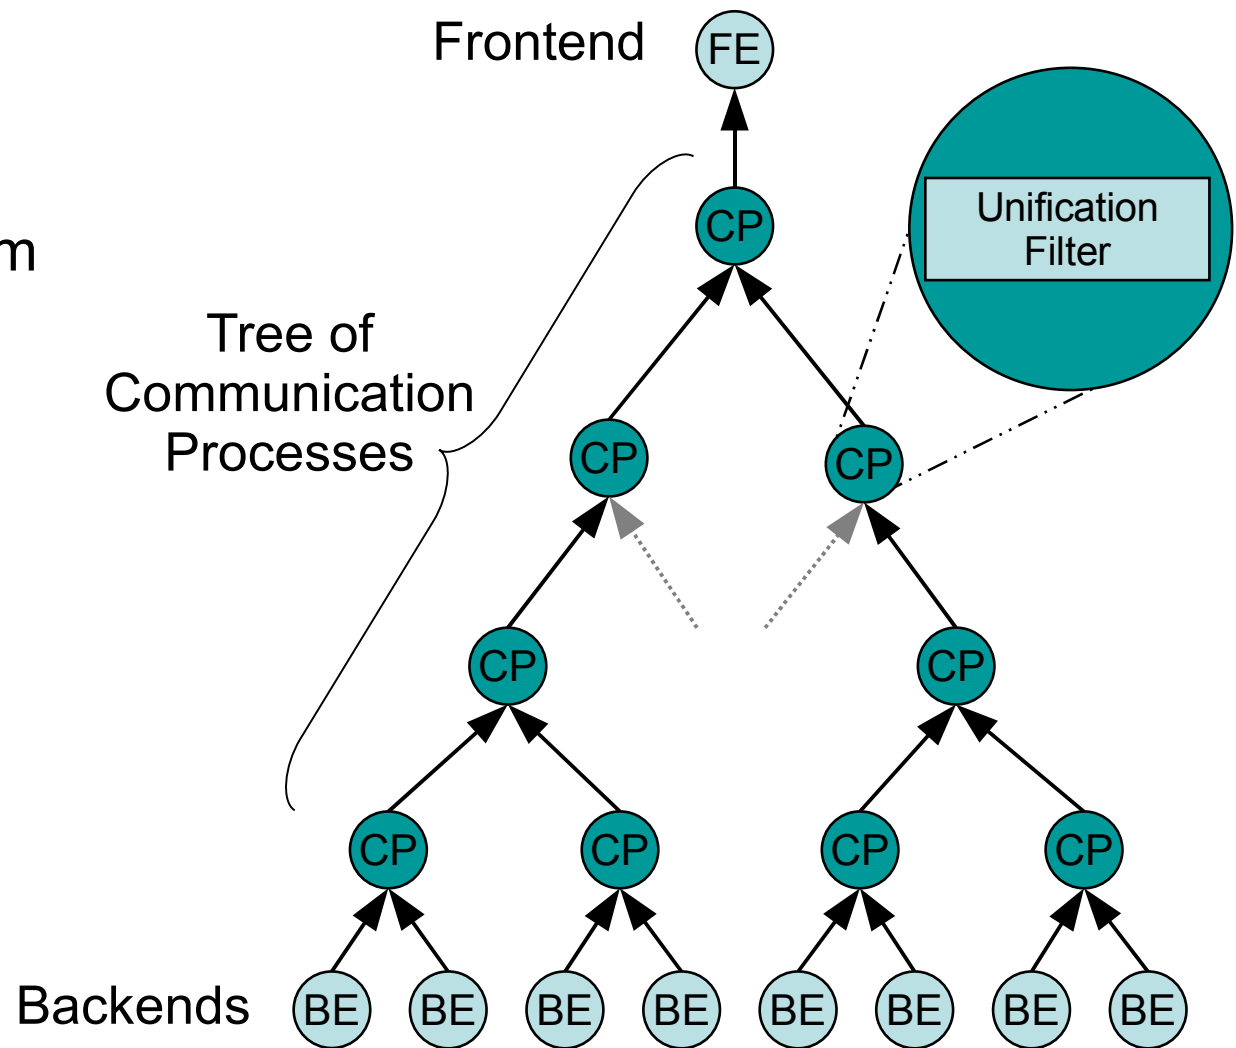 Frontend
FE
CP
Unification
Filter
m
Tree of
Communication
Processes
CP
CP
CP
CP
CP
CP
CP
CP
Backends
BE
BE
BE
BE
BE
BE
BE
BE